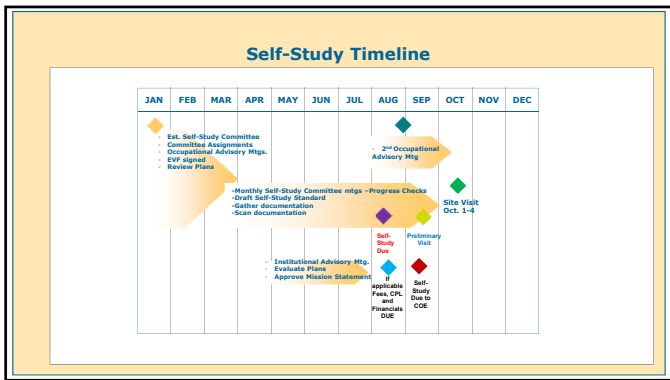 Self-Study Timeline
JAN FEB MAR APR MAY JUN JUL AUG SEP OCT NOV DEC
- Est. Self-Study Committee
- Committee Assignments
- Occupational Advisory Mtgs.
- EVF signed
- Review Plans
- 2nd Occupational
Advisory Mtg
-Monthly Self-Study Committee mtgs –Progress Checks
-Draft Self-Study Standard
-Gather documentation
-Scan documentation
Site Visit
Oct. 1-4
Self-
Study
Due
Preliminary
Visit
- Institutional Advisory Mtg.
- Evaluate Plans
- Approve Mission Statement
If
applicable
Fees, CPL
and
Financials
DUE
Self-
Study
Due to
COE